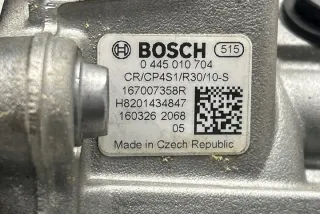 BOSCH 515
0 445 010 704
CR/CP4S1/R30/10-S
167007358R
H8201434847
160326 2068
05
Made in Czech Republic